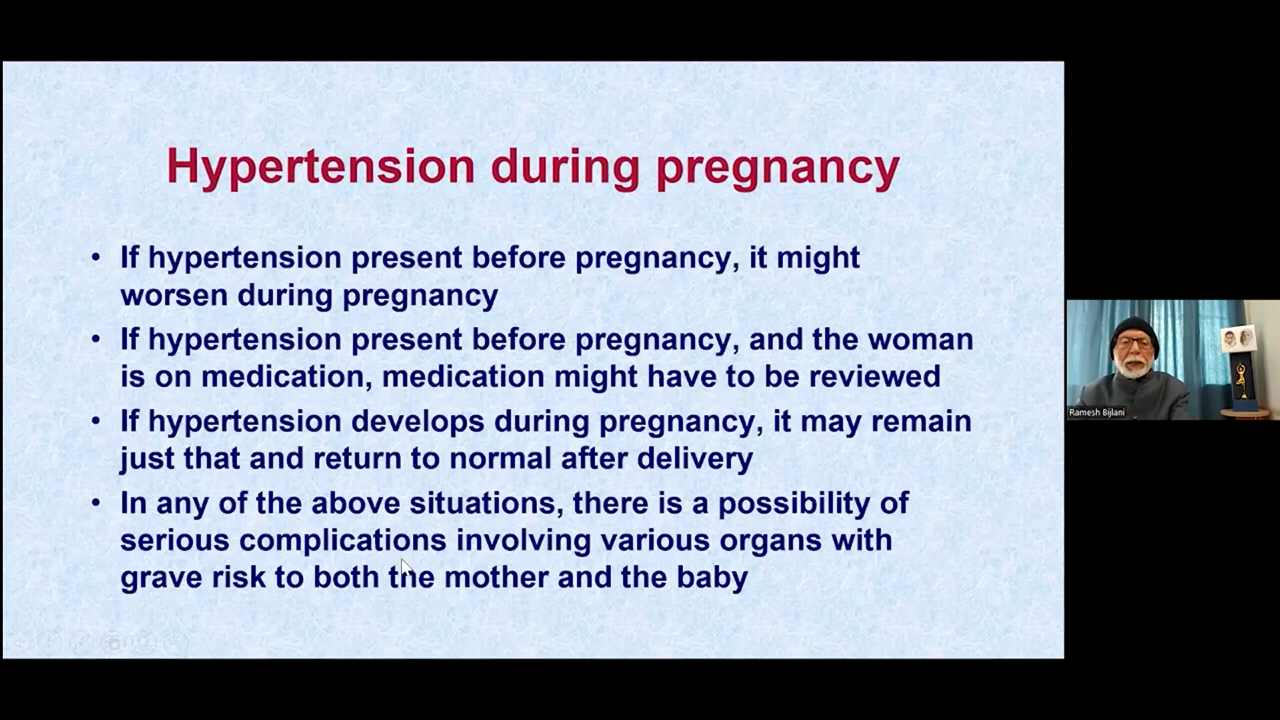 Hypertension during pregnancy
• If hypertension present before pregnancy, it might
worsen during pregnancy
• If hypertension present before pregnancy, and the woman
is on medication, medication might have to be reviewed
• If hypertension develops during pregnancy, it may remain
just that and return to normal after delivery
• In any of the above situations, there is a possibility of
serious complications involving various organs with
grave risk to both the mother and the baby
Ramesh Bijlani